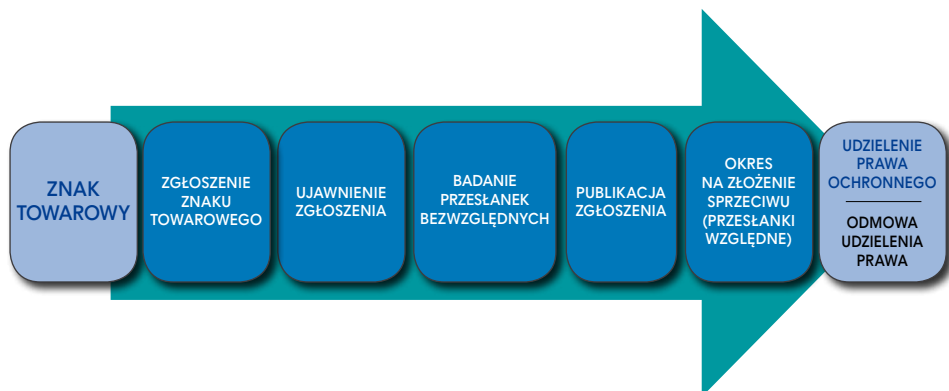 ZNAK
TOWAROWY
ZGŁOSZENIE
ZNAKU
TOWAROWEGO
UJAWNIENIE
ZGŁOSZENIA
BADANIE
PRZESŁANEK
BEZWZGLĘDNYCH
PUBLIKACJA
ZGŁOSZENIA
OKRES
NA ZŁOŻENIE
SPRZECIWU
(PRZESŁANKI
WZGLĘDNE)
UDZIELENIE
PRAWA
OCHRONNEGO
ODMOWA
UDZIELENIA
PRAWA